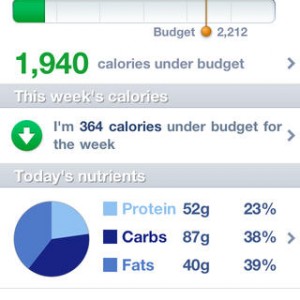 Budget 2,212
1,940 calories under budget
This week's calories
I'm 364 calories under budget for
the week
Today's nutrients
Protein 52g 23%
Carbs 87g 38%
Fats 40g 39%